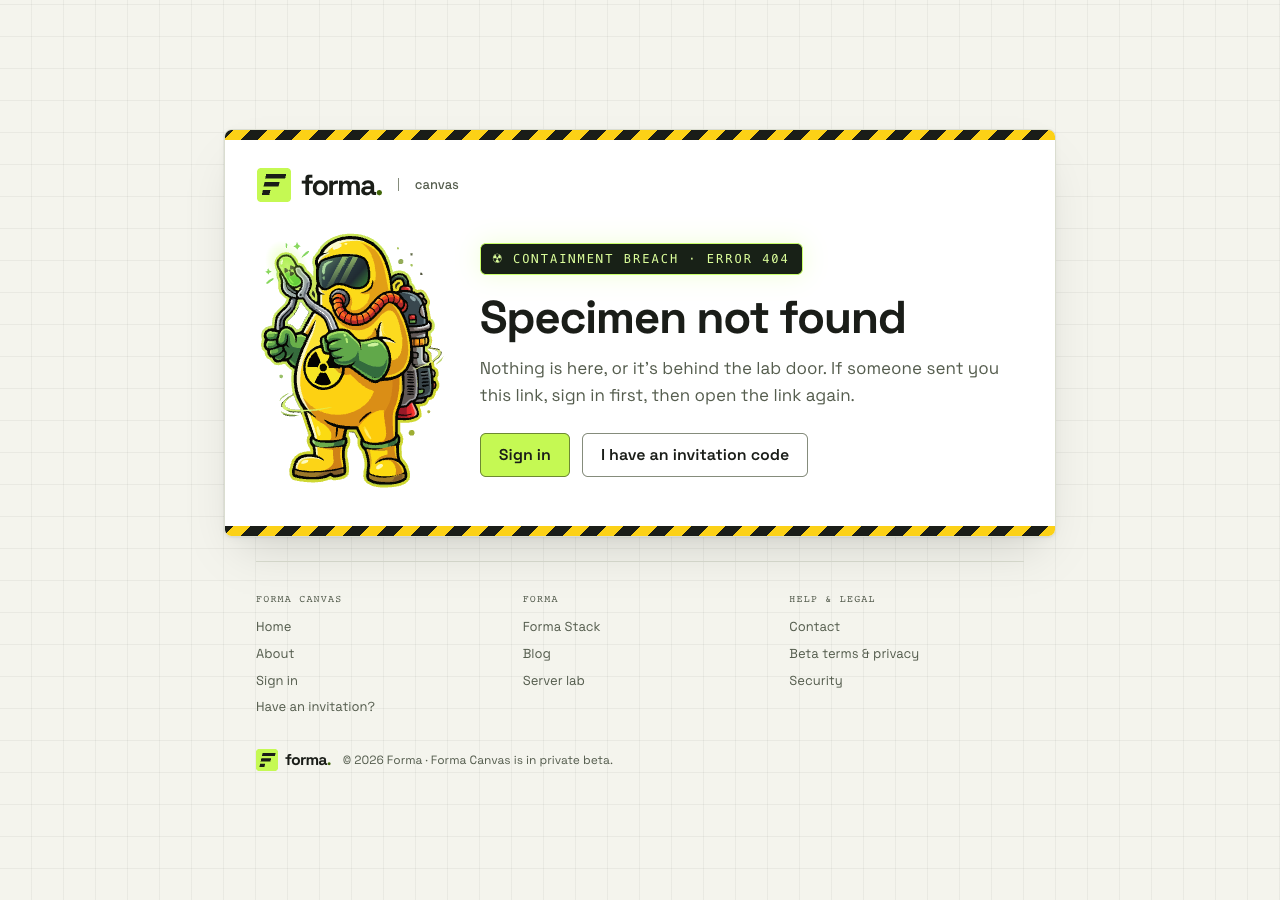 forma. | canvas
☢ CONTAINMENT BREACH · ERROR 404
Specimen not found
Nothing is here, or it's behind the lab door. If someone sent you
this link, sign in first, then open the link again.
Sign in
I have an invitation code
FORMA CANVAS
Home
About
Sign in
Have an invitation?
FORMA
Forma Stack
Blog
Server lab
HELP & LEGAL
Contact
Beta terms & privacy
Security
forma. © 2026 Forma · Forma Canvas is in private beta.